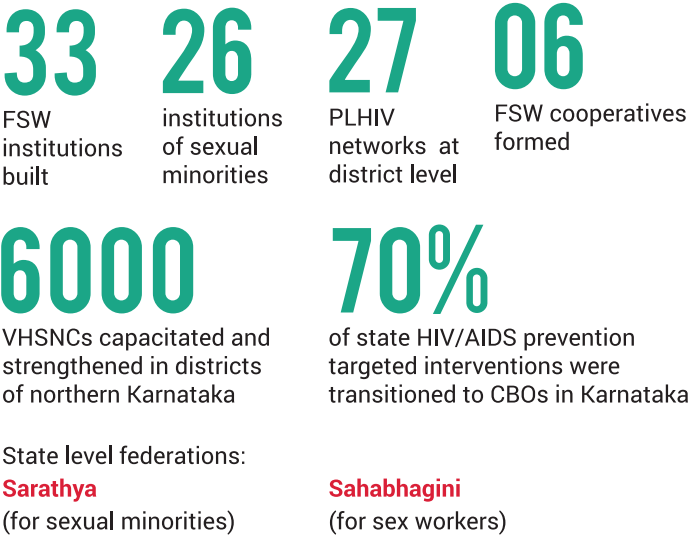 33
FSW
institutions
built
26
institutions
of sexual
minorities
27
PLHIV
networks at
district level
06
FSW cooperatives
formed
6000
VHSNCs capacitated and
strengthened in districts
of northern Karnataka
70%
of state HIV/AIDS prevention
targeted interventions were
transitioned to CBOs in Karnataka
State level federations:
Sarathya
(for sexual minorities)
Sahabhagini
(for sex workers)